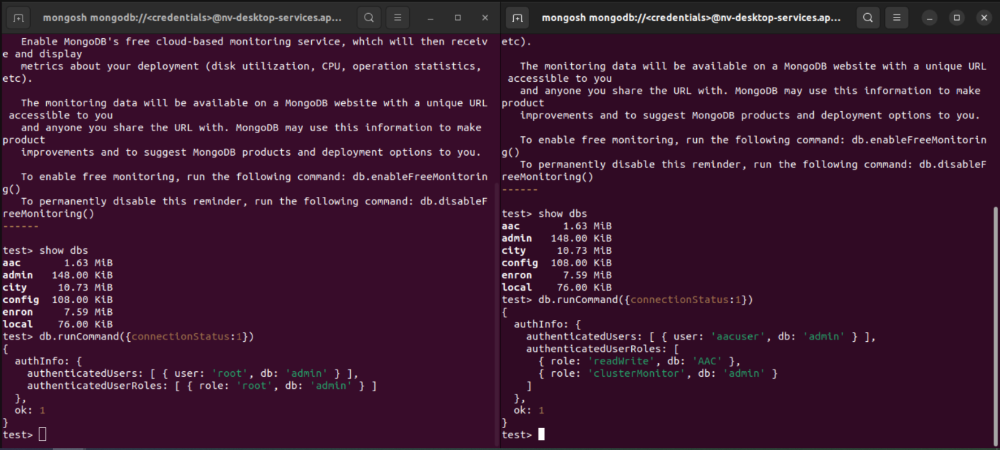 mongosh mongodb://<credentials>@nv-desktop-services.ap...
   Enable MongoDB's free cloud-based monitoring service, which will then receiv
e and display
   metrics about your deployment (disk utilization, CPU, operation statistics,
etc).
   The monitoring data will be available on a MongoDB website with a unique URL
 accessible to you
   and anyone you share the URL with. MongoDB may use this information to make
product
   improvements and to suggest MongoDB products and deployment options to you.
   To enable free monitoring, run the following command: db.enableFreeMonitorin
g()
   To permanently disable this reminder, run the following command: db.disableF
reeMonitoring()
------
test> show dbs
aac       1.63 MiB
admin   148.00 KiB
city     10.73 MiB
config  108.00 KiB
enron     7.59 MiB
local    76.00 KiB
test> db.runCommand({connectionStatus:1})
{
  authInfo: {
    authenticatedUsers: [ { user: 'root', db: 'admin' } ],
    authenticatedUserRoles: [ { role: 'root', db: 'admin' } ]
  },
  ok: 1
}
test>
mongosh mongodb://<credentials>@nv-desktop-services.ap...
etc).
   The monitoring data will be available on a MongoDB website with a unique URL
 accessible to you
   and anyone you share the URL with. MongoDB may use this information to make
product
   improvements and to suggest MongoDB products and deployment options to you.
   To enable free monitoring, run the following command: db.enableFreeMonitorin
g()
   To permanently disable this reminder, run the following command: db.disableF
reeMonitoring()
------
test> show dbs
aac       1.63 MiB
admin   148.00 KiB
city     10.73 MiB
config  108.00 KiB
enron     7.59 MiB
local    76.00 KiB
test> db.runCommand({connectionStatus:1})
{
  authInfo: {
    authenticatedUsers: [ { user: 'aacuser', db: 'admin' } ],
    authenticatedUserRoles: [
      { role: 'readWrite', db: 'AAC' },
      { role: 'clusterMonitor', db: 'admin' }
    ]
  },
  ok: 1
}
test>